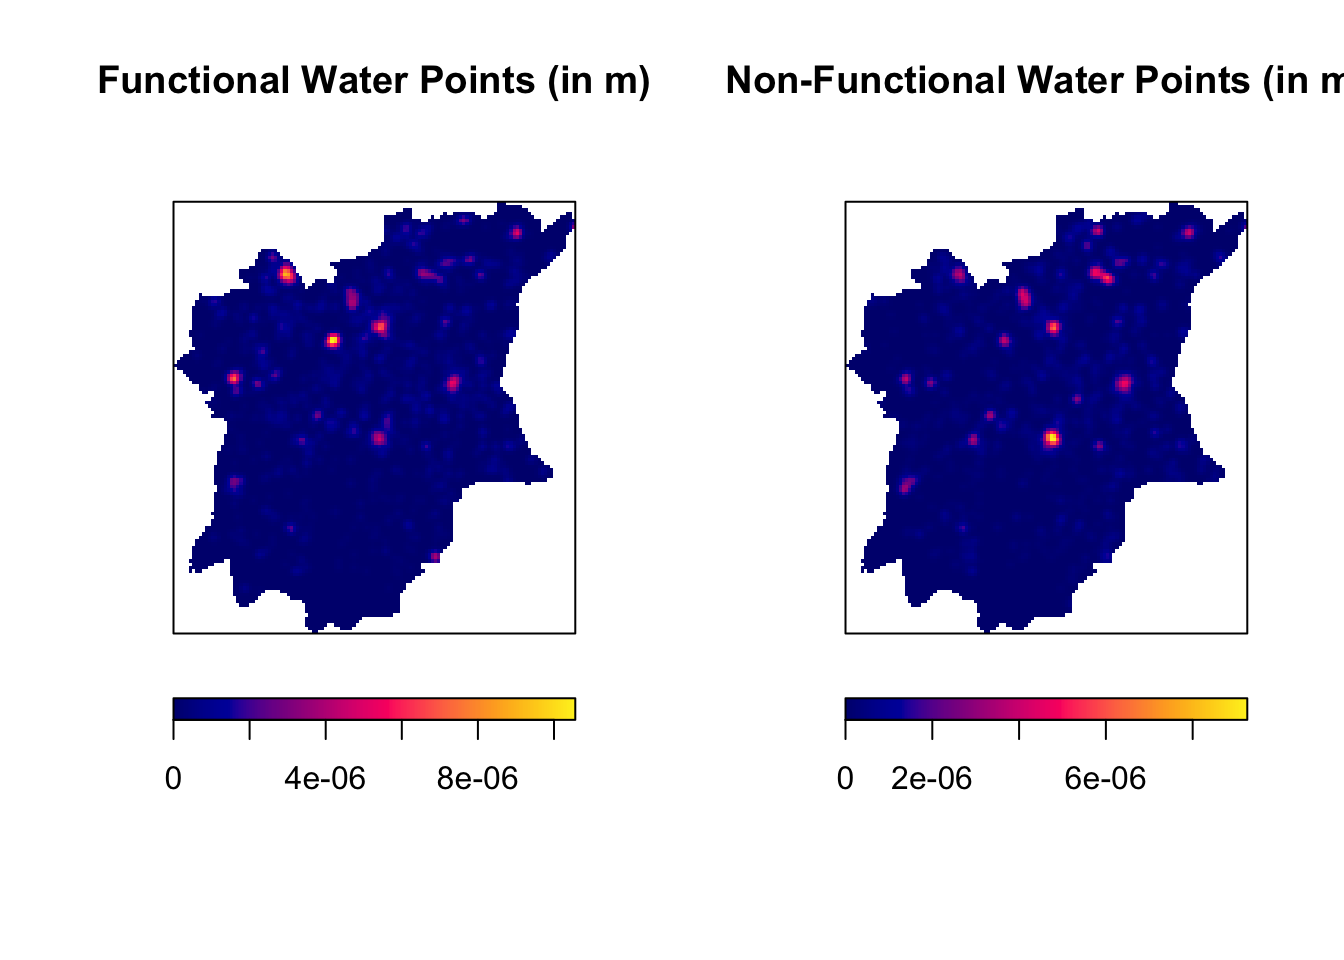 Functional Water Points (in m)
Non-Functional Water Points (in m
0 4e-06 8e-06
0 2e-06 6e-06